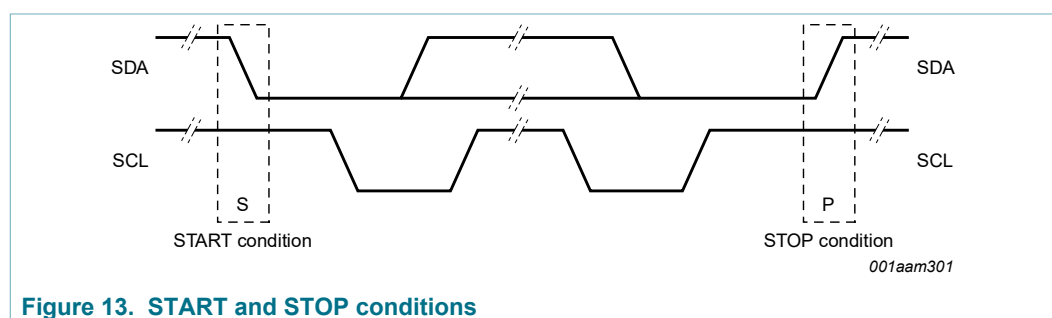 SDA SDA
SCL SCL
S P
START condition STOP condition
001aam301
Figure 13. START and STOP conditions